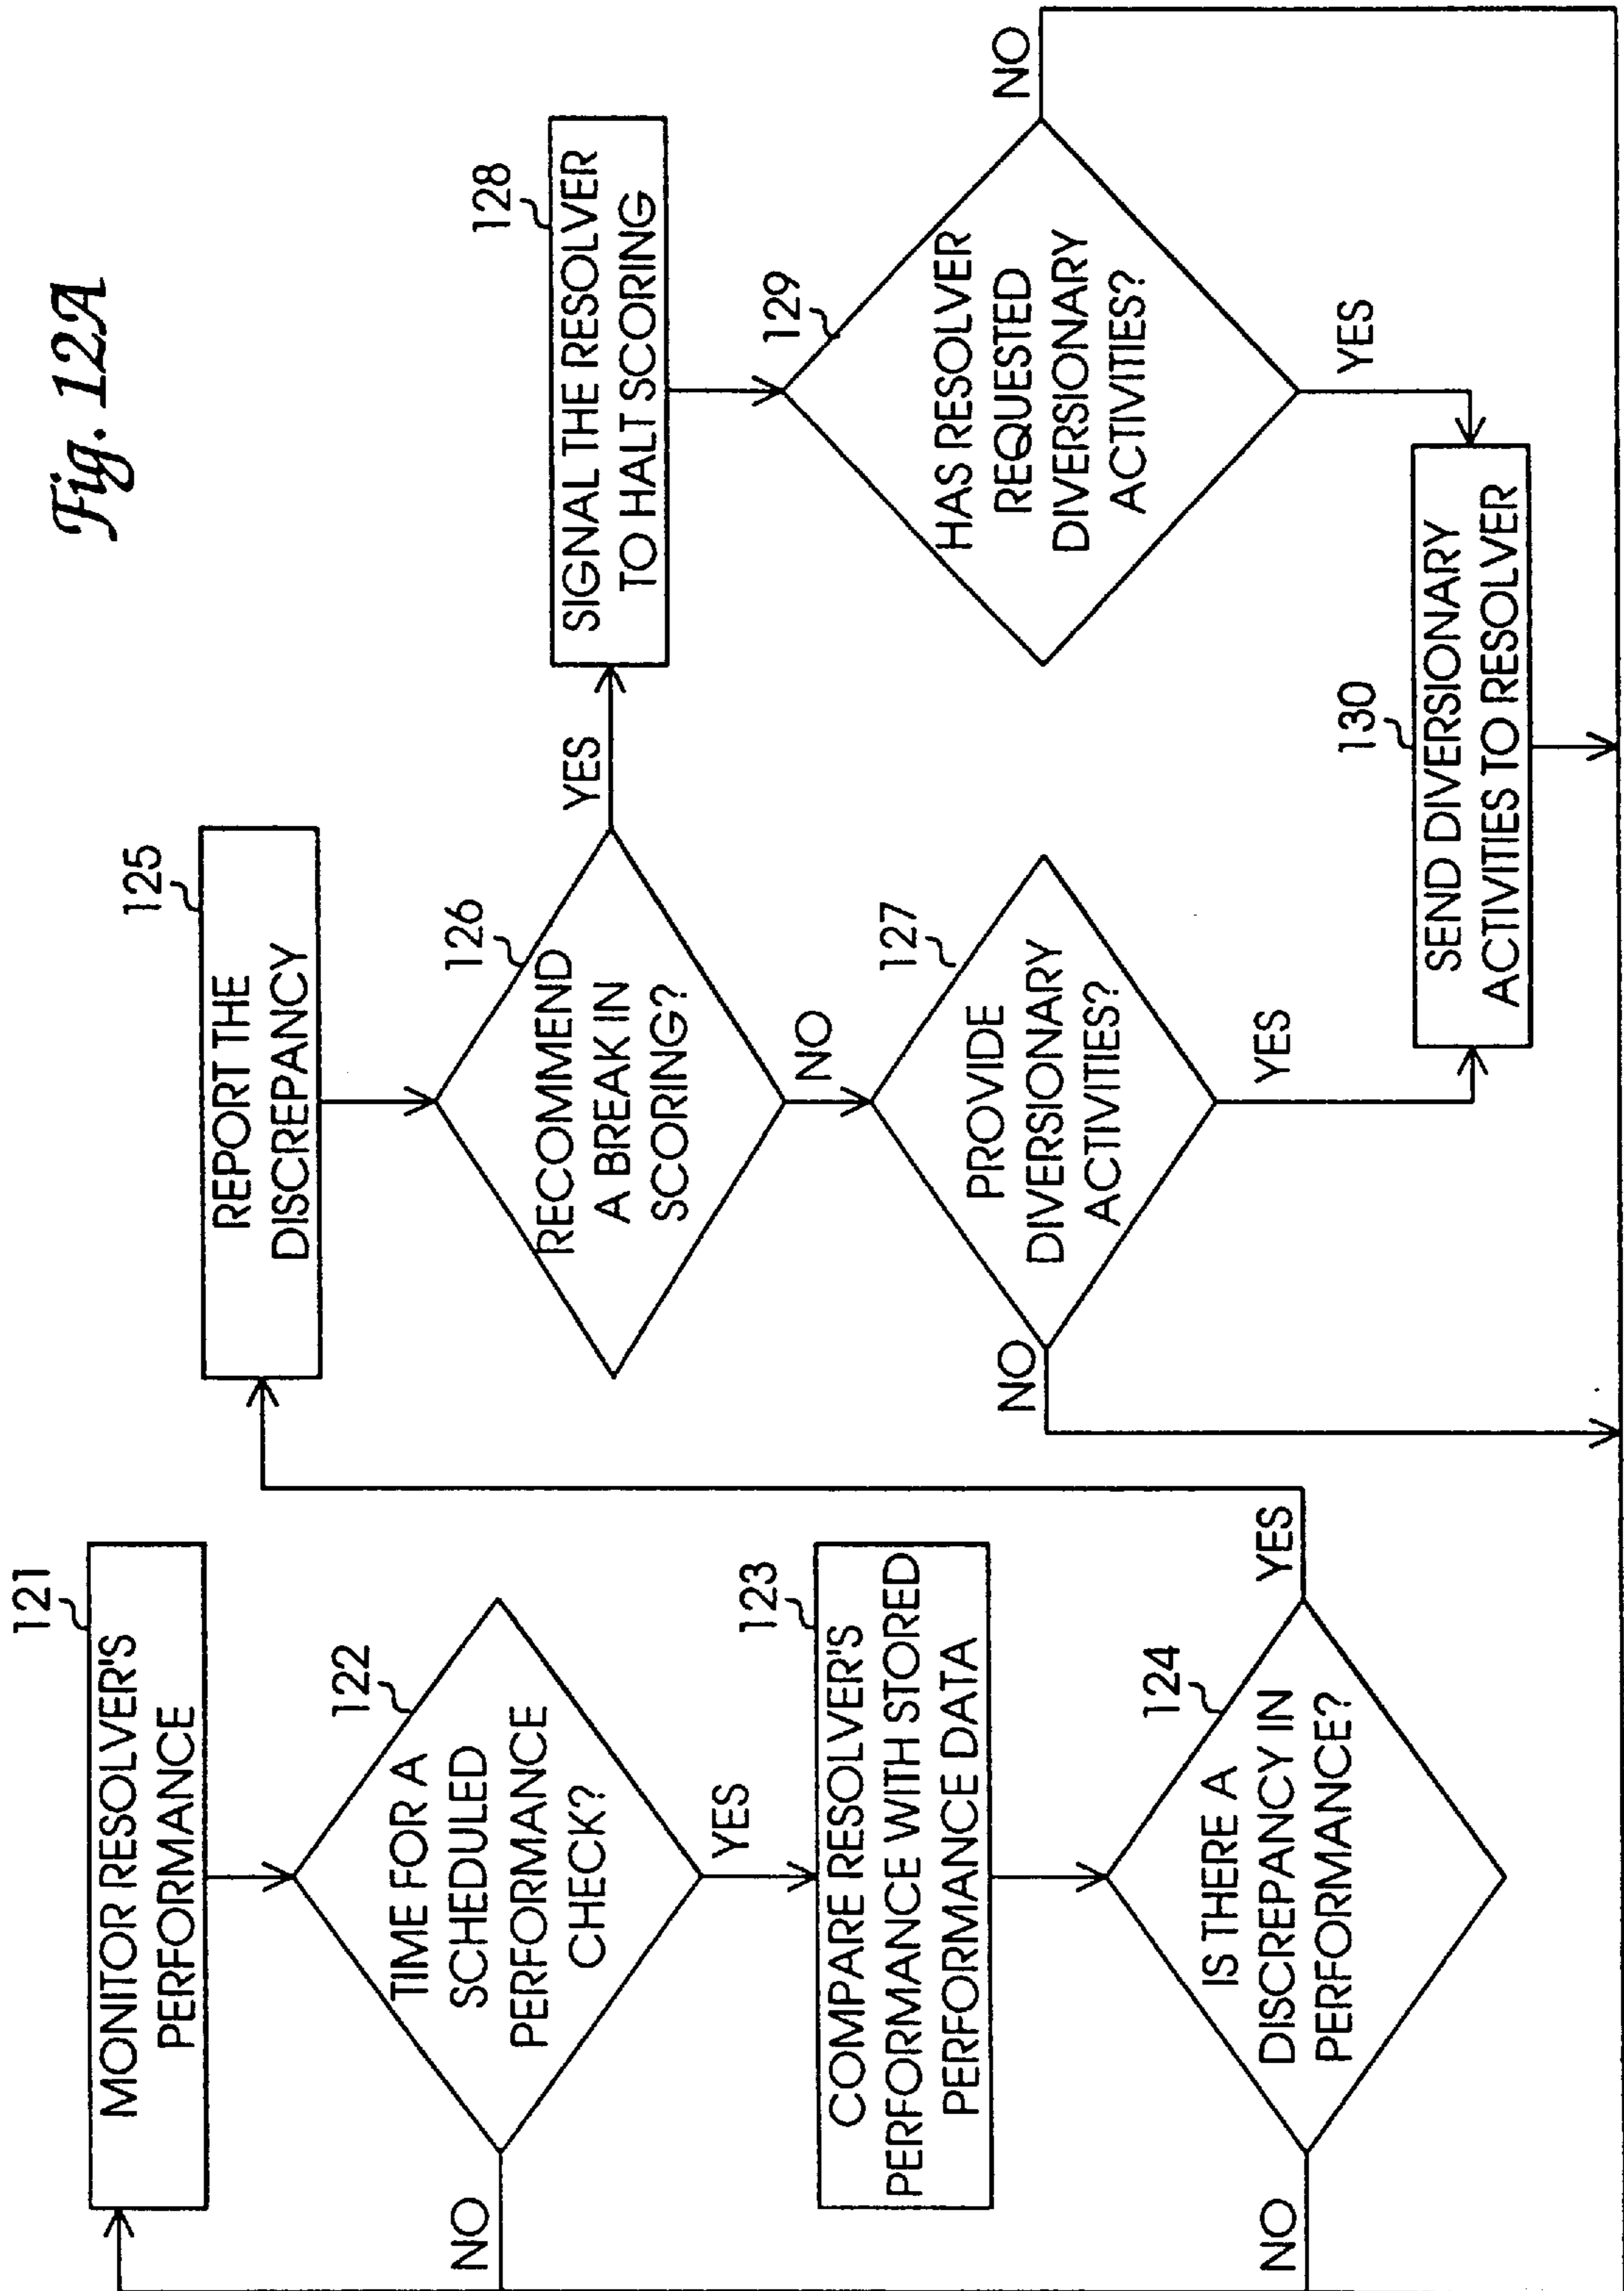 Fig. 12A
121
MONITOR RESOLVER'S
PERFORMANCE
122
TIME FOR A
SCHEDULED
PERFORMANCE
CHECK?
NO
YES
123
COMPARE RESOLVER'S
PERFORMANCE WITH STORED
PERFORMANCE DATA
124
IS THERE A
DISCREPANCY IN
PERFORMANCE?
NO
YES
125
REPORT THE
DISCREPANCY
126
RECOMMEND
A BREAK IN
SCORING?
YES
NO
127
PROVIDE
DIVERSIONARY
ACTIVITIES?
NO
YES
128
SIGNAL THE RESOLVER
TO HALT SCORING
129
HAS RESOLVER
REQUESTED
DIVERSIONARY
ACTIVITIES?
NO
YES
130
SEND DIVERSIONARY
ACTIVITIES TO RESOLVER